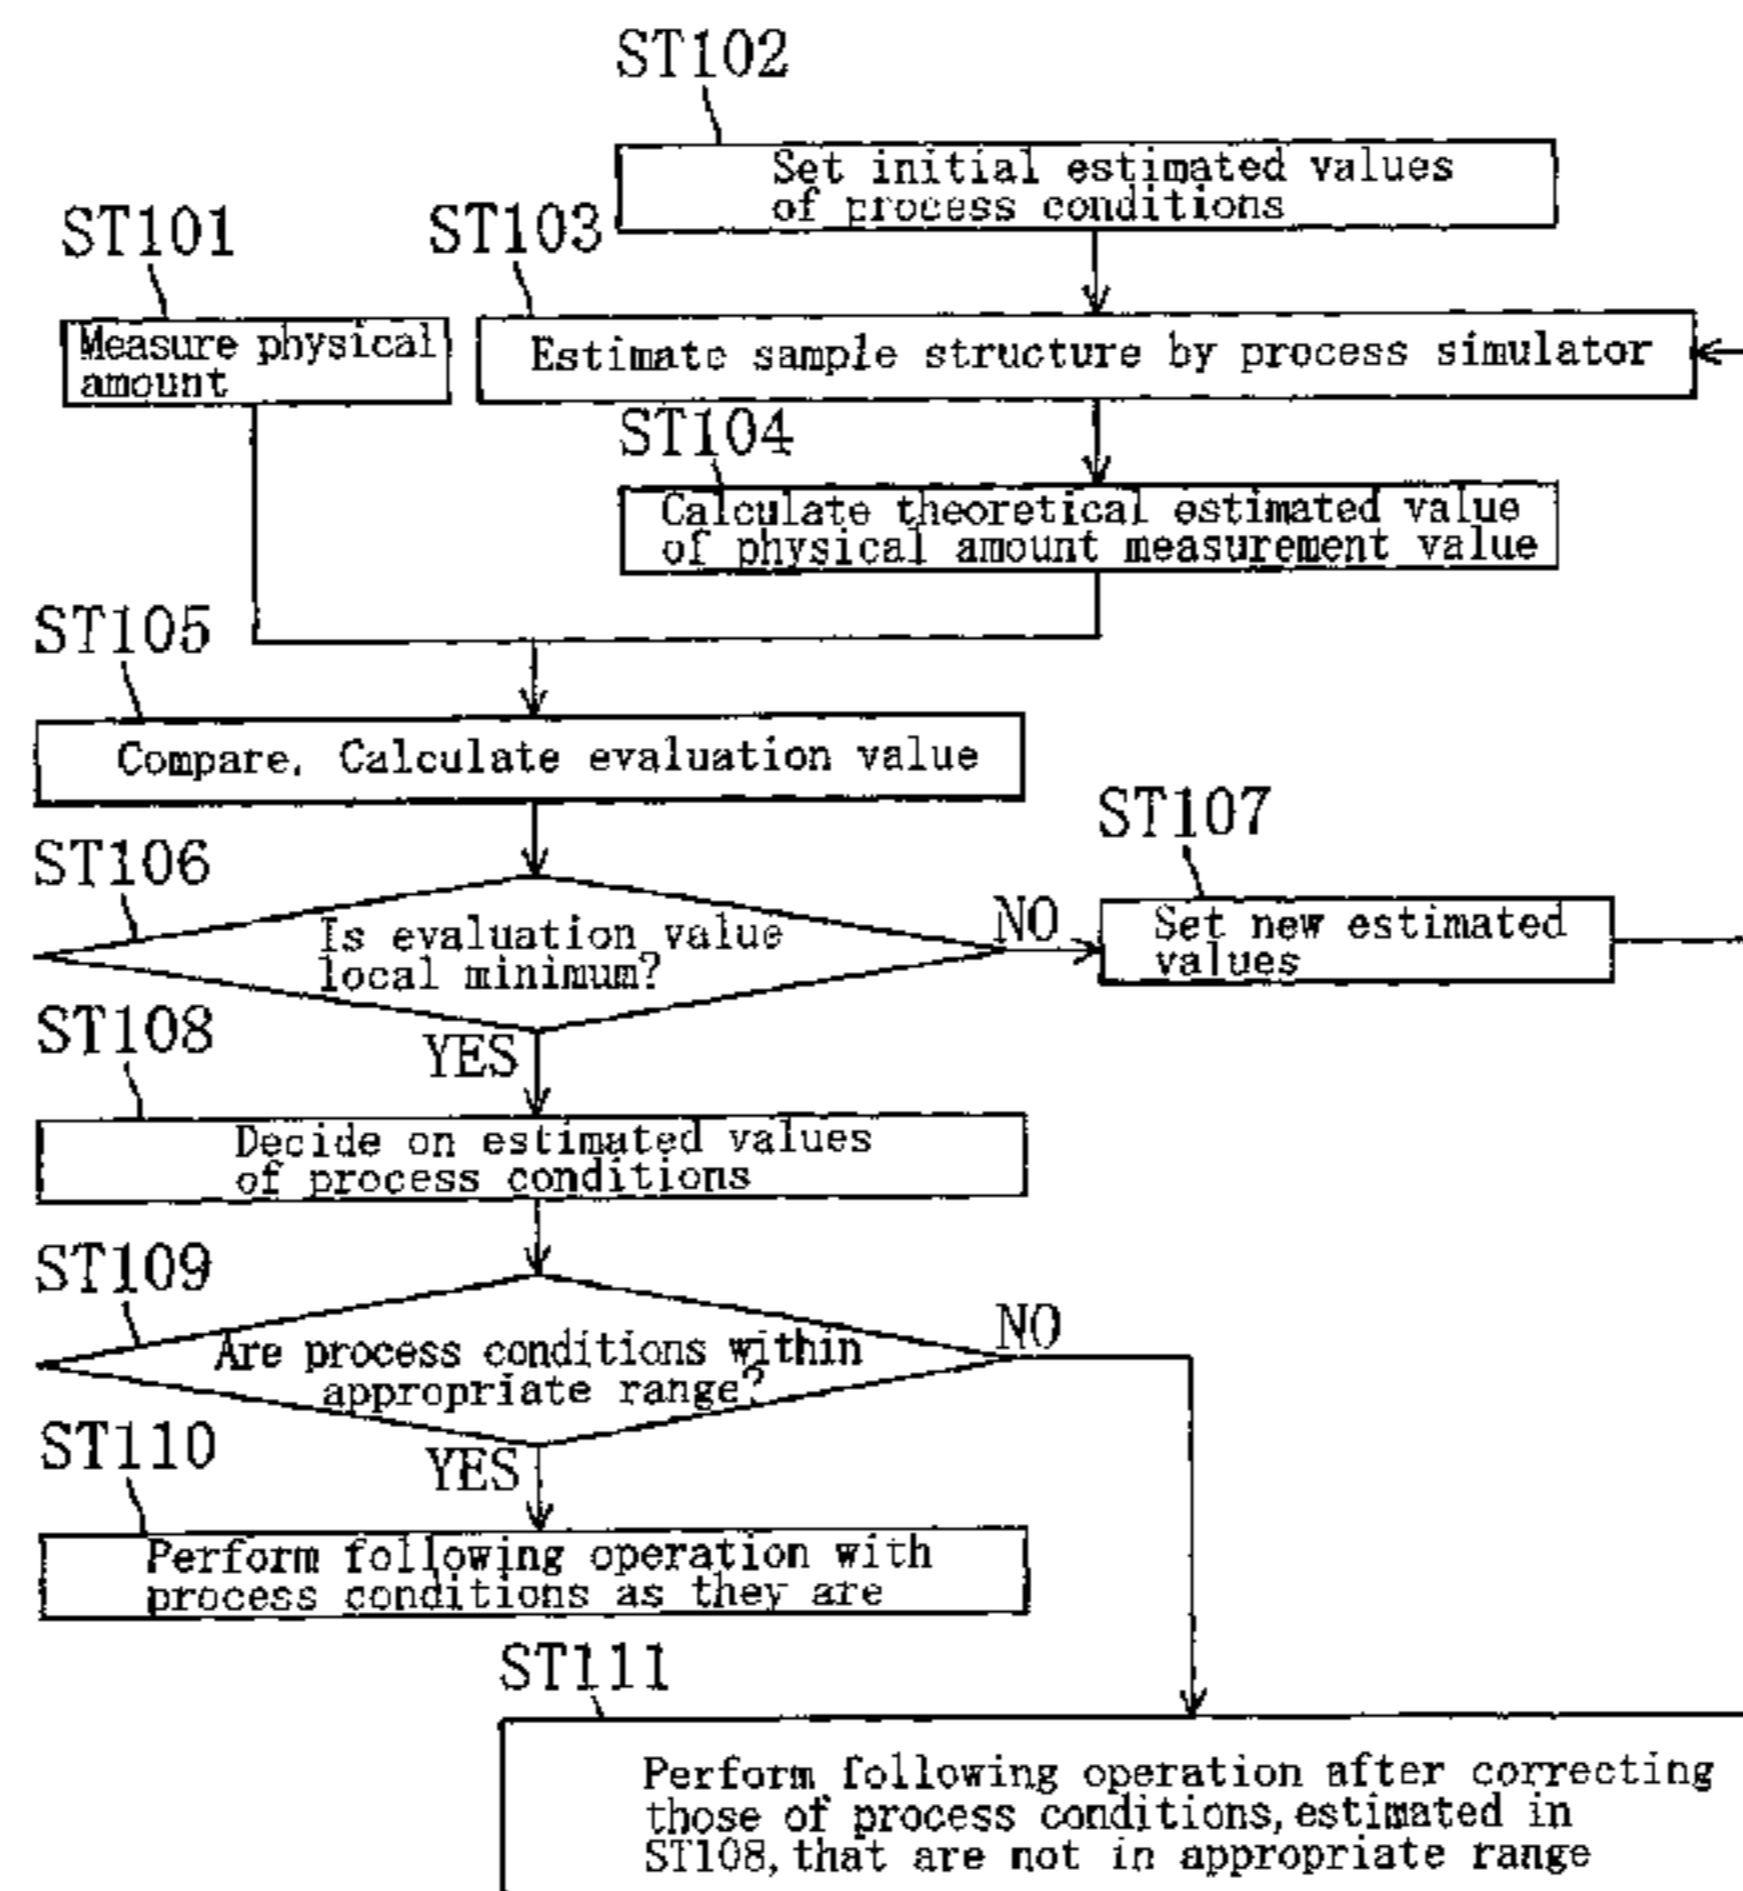 ST102
Set initial estimated values
of process conditions
ST101
ST103
Measure physical
amount
Estimate sample structure by process simulator
ST104
Calculate theoretical estimated value
of physical amount measurement value
ST105
Compare. Calculate evaluation value
ST107
ST106
Is evaluation value
local minimum?
NO
Set new estimated
values
ST108
YES
Decide on estimated values
of process conditions
ST109
NO
Are process conditions within
appropriate range?
ST110
YES
Perform following operation with
process conditions as they are
ST111
Perform following operation after correcting
those of process conditions, estimated in
ST108, that are not in appropriate range